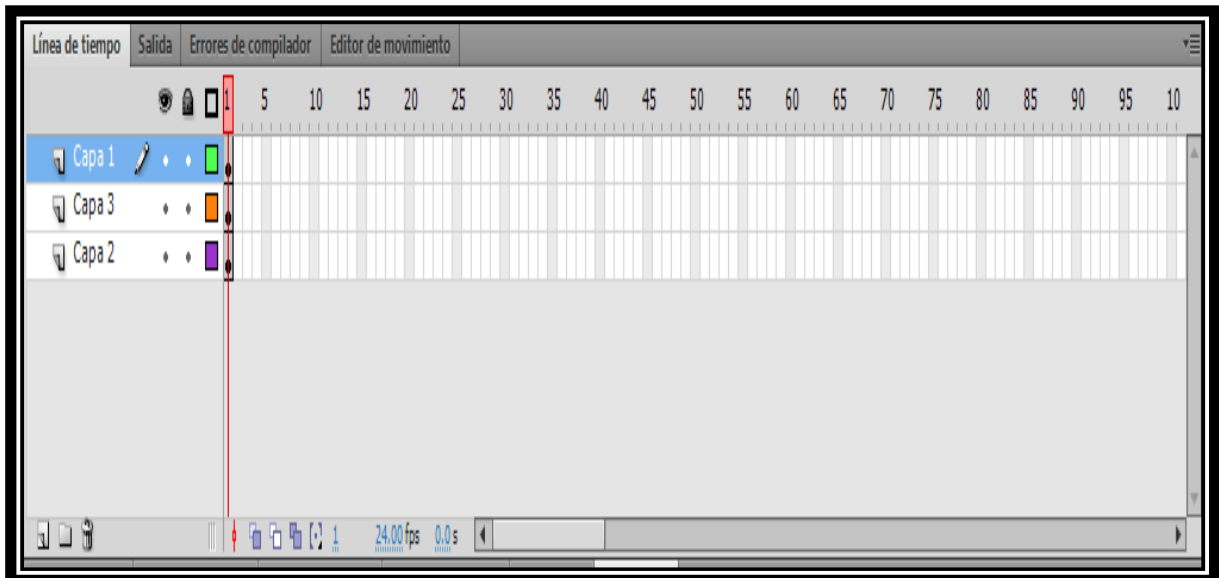 Línea de tiempo Salida Errores de compilador Editor de movimiento
1 5 10 15 20 25 30 35 40 45 50 55 60 65 70 75 80 85 90 95 10
Capa 1
Capa 3
Capa 2
1 24.00 fps 0.0 s